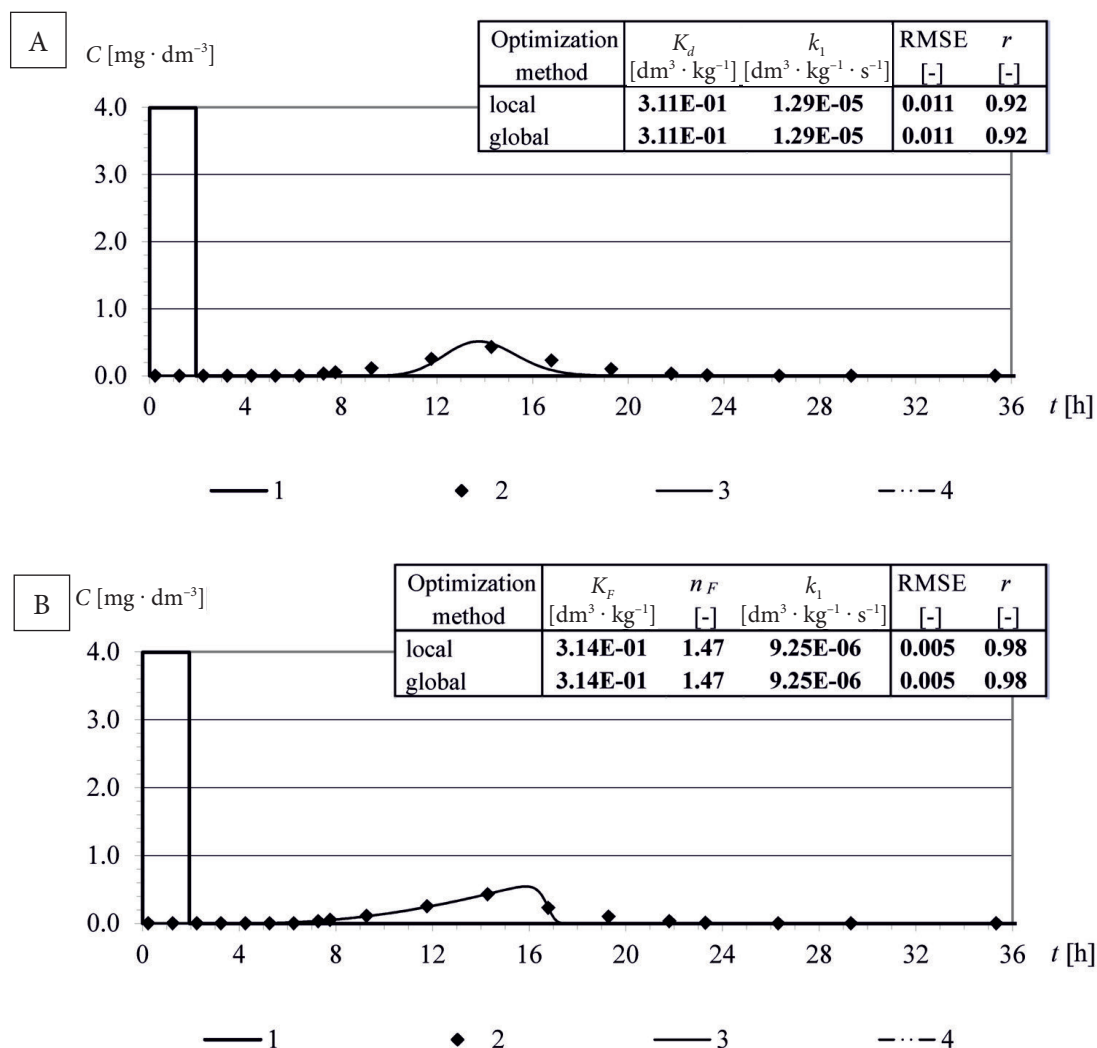 A
C [mg · dm⁻³]
Optimization K_d k₁ RMSE r
method [dm³ · kg⁻¹] [dm³ · kg⁻¹ · s⁻¹] [-] [-]
local 3.11E-01 1.29E-05 0.011 0.92
global 3.11E-01 1.29E-05 0.011 0.92
4.0
3.0
2.0
1.0
0.0
0 4 8 12 16 20 24 28 32 36 t [h]
1 2 3 4
B
C [mg · dm⁻³]
Optimization K_F n_F k₁ RMSE r
method [dm³ · kg⁻¹] [-] [dm³ · kg⁻¹ · s⁻¹] [-] [-]
local 3.14E-01 1.47 9.25E-06 0.005 0.98
global 3.14E-01 1.47 9.25E-06 0.005 0.98
4.0
3.0
2.0
1.0
0.0
0 4 8 12 16 20 24 28 32 36 t [h]
1 2 3 4